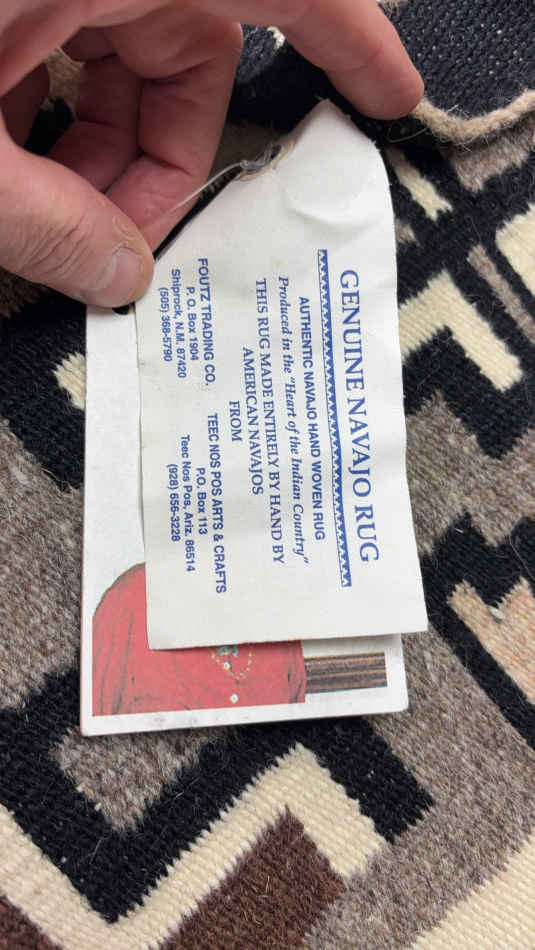 GENUINE NAVAJO RUG
AUTHENTIC NAVAJO HAND WOVEN RUG
Produced in the "Heart of the Indian Country"
THIS RUG MADE ENTIRELY BY HAND BY
AMERICAN NAVAJOS
FROM
FOUTZ TRADING CO.
P. O. Box 1904
Shiprock, N.M. 87420
(505) 368-5790
TEEC NOS POS ARTS & CRAFTS
P.O. Box 113
Teec Nos Pos, Ariz. 86514
(928) 656-3228